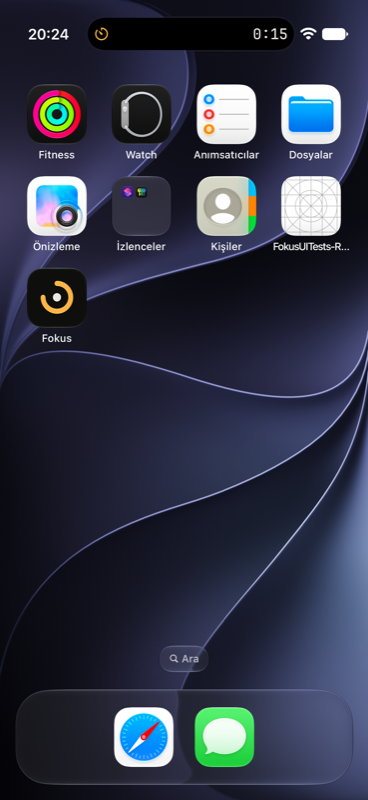 20:24
0:15
Fitness
Watch
Anımsatıcılar
Dosyalar
Önizleme
İzlenceler
Kişiler
FokusUITests-R...
Fokus
Ara